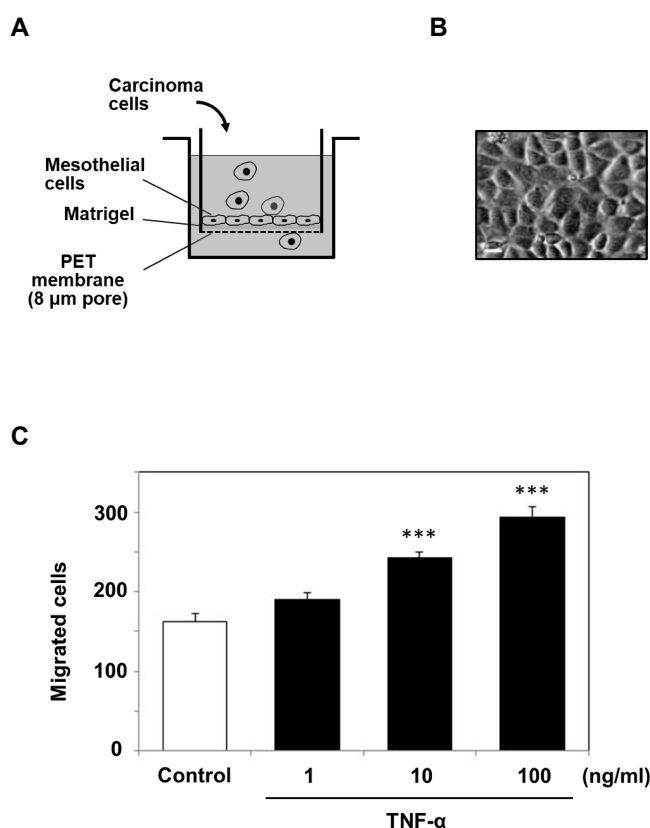 A
B
Carcinoma
cells
Mesothelial
cells
Matrigel
PET
membrane
(8 µm pore)
C
***
***
300
200
100
0
Migrated cells
Control
1
10
100
(ng/ml)
TNF-α